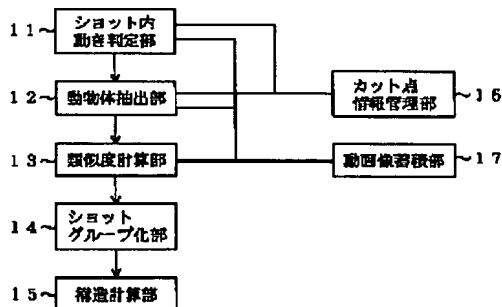 11
ショット内
動き判定部
12
動物体抽出部
カット点
情報管理部
16
13
類似度計算部
動画像蓄積部
17
14
ショット
グループ化部
15
構造計算部